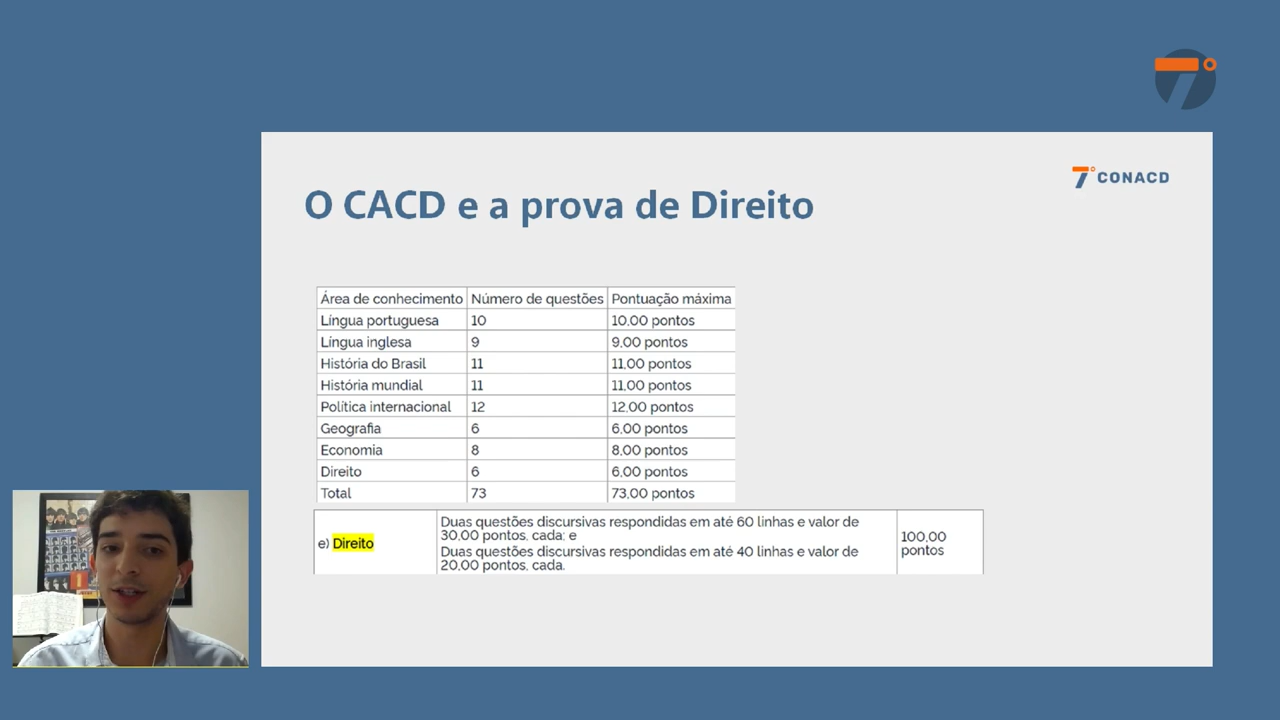 7°
7° CONACD
O CACD e a prova de Direito
Área de conhecimento Número de questões Pontuação máxima
Língua portuguesa 10 10,00 pontos
Língua inglesa 9 9,00 pontos
História do Brasil 11 11,00 pontos
História mundial 11 11,00 pontos
Política internacional 12 12,00 pontos
Geografia 6 6,00 pontos
Economia 8 8,00 pontos
Direito 6 6,00 pontos
Total 73 73,00 pontos
e) Direito
Duas questões discursivas respondidas em até 60 linhas e valor de
30,00 pontos, cada; e
Duas questões discursivas respondidas em até 40 linhas e valor de
20,00 pontos, cada.
100,00
pontos